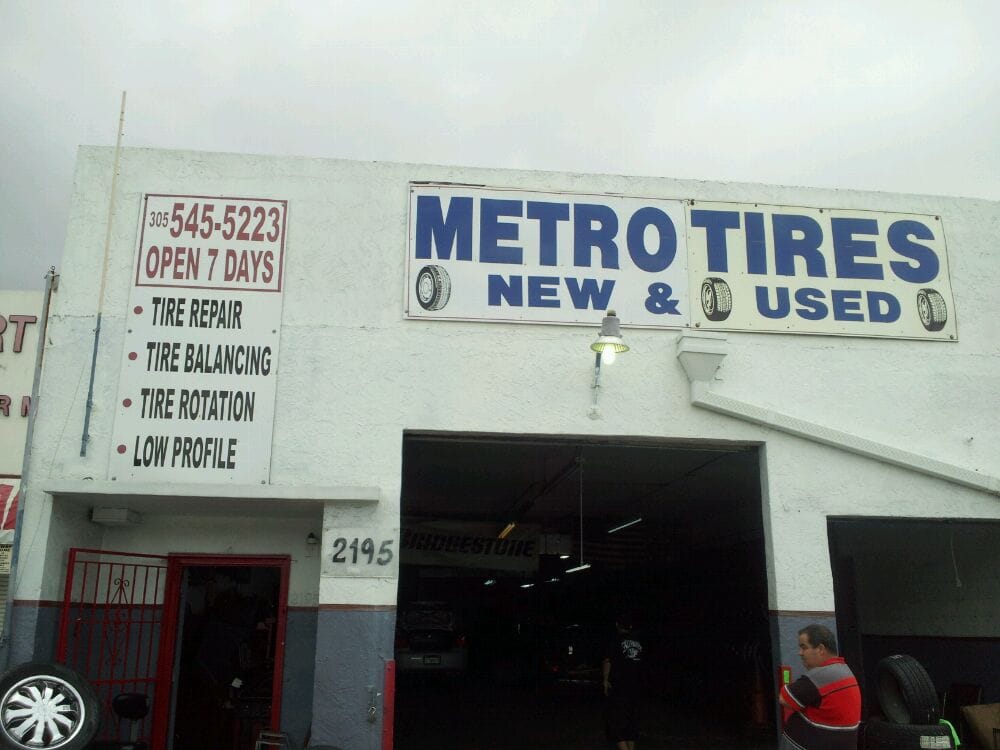 305 545-5223
OPEN 7 DAYS
• TIRE REPAIR
• TIRE BALANCING
• TIRE ROTATION
• LOW PROFILE
METRO TIRES
NEW & USED
2195
BRIDGESTONE
RT